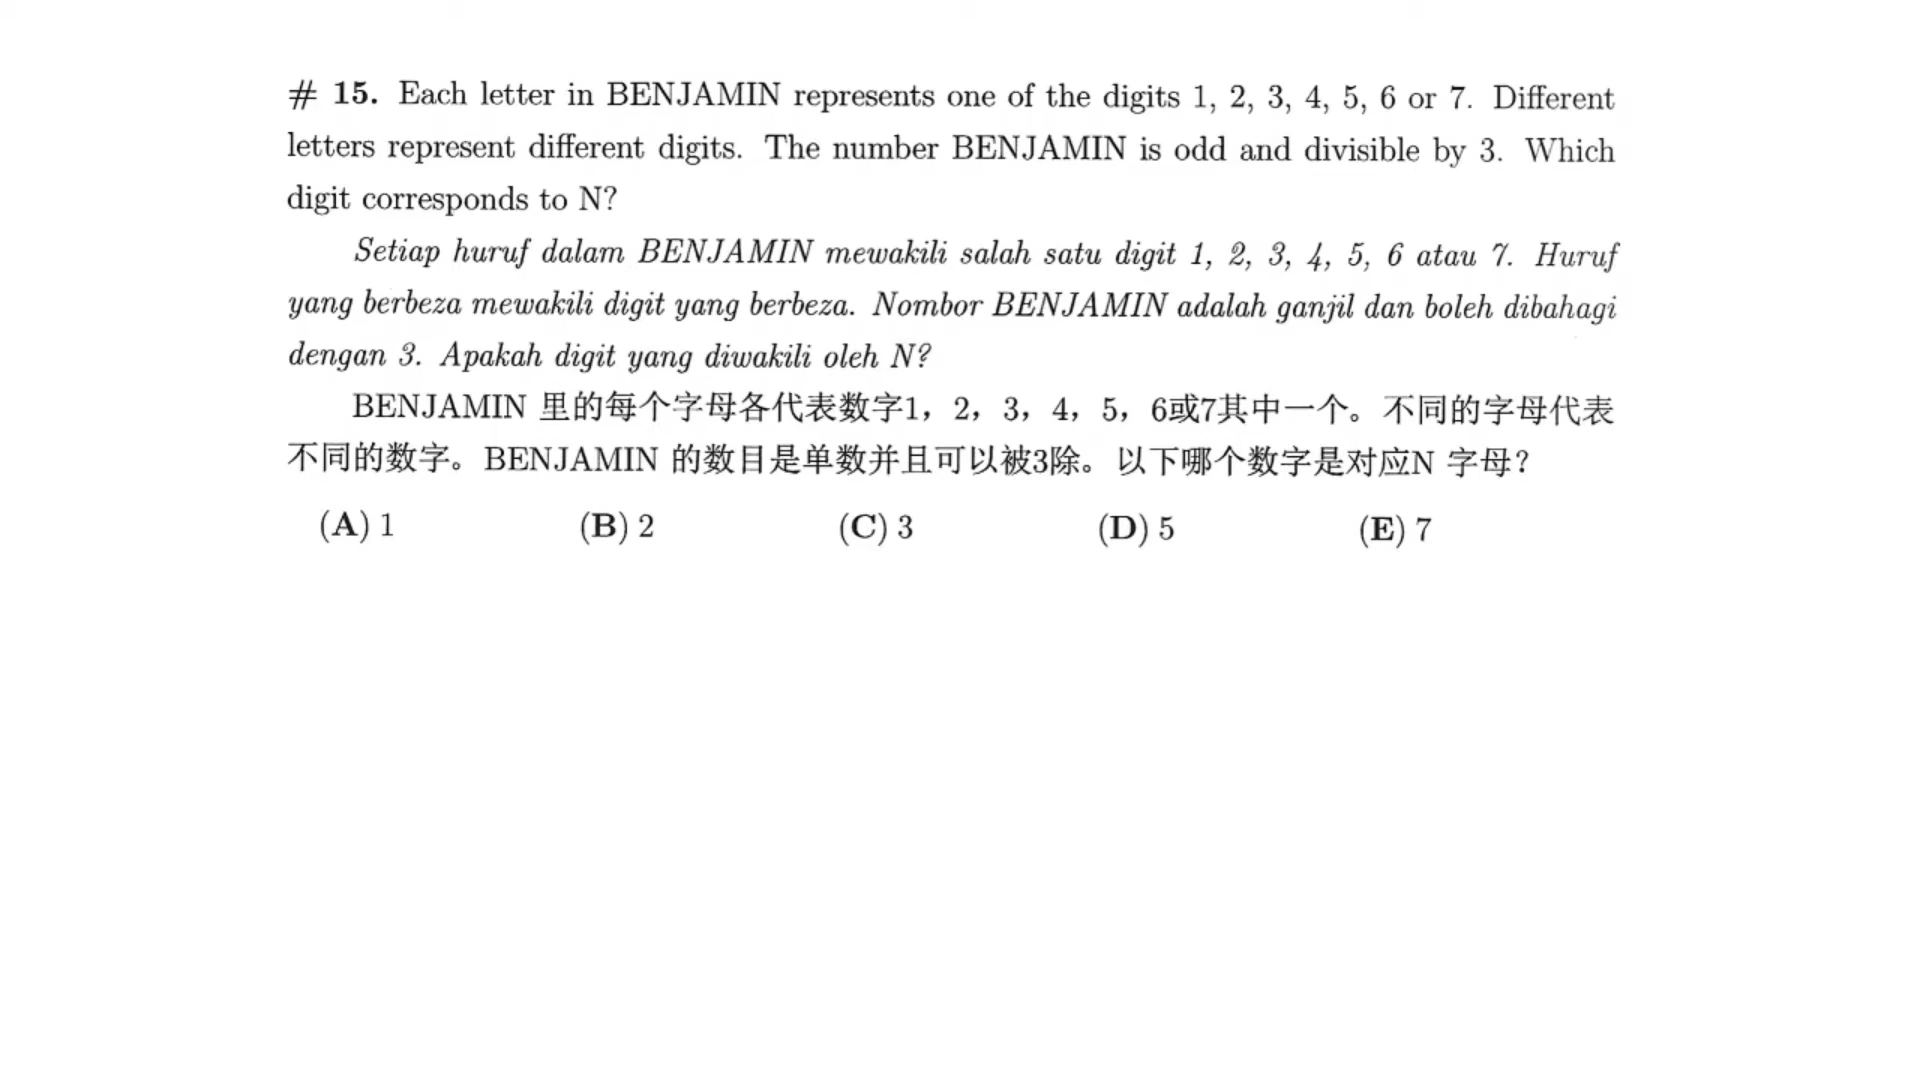 # 15. Each letter in BENJAMIN represents one of the digits 1, 2, 3, 4, 5, 6 or 7. Different
letters represent different digits. The number BENJAMIN is odd and divisible by 3. Which
digit corresponds to N?
Setiap huruf dalam BENJAMIN mewakili salah satu digit 1, 2, 3, 4, 5, 6 atau 7. Huruf
yang berbeza mewakili digit yang berbeza. Nombor BENJAMIN adalah ganjil dan boleh dibahagi
dengan 3. Apakah digit yang diwakili oleh N?
BENJAMIN 里的每个字母各代表数字1，2，3，4，5，6或7其中一个。不同的字母代表
不同的数字。BENJAMIN 的数目是单数并且可以被3除。以下哪个数字是对应N 字母？
(A) 1 (B) 2 (C) 3 (D) 5 (E) 7